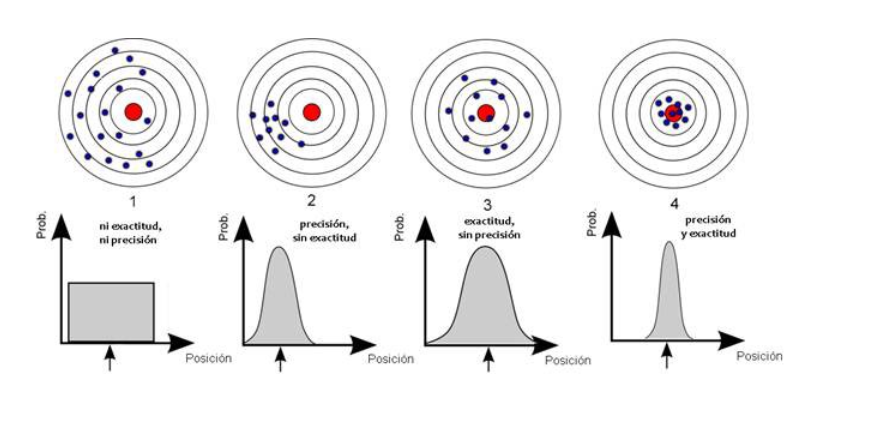 1
2
3
4
Prob.
ni exactitud,
ni precisión
Posición
Prob.
precisión,
sin exactitud
Posición
Prob.
exactitud,
sin precisión
Posición
Prob.
precisión
y exactitud
Posición